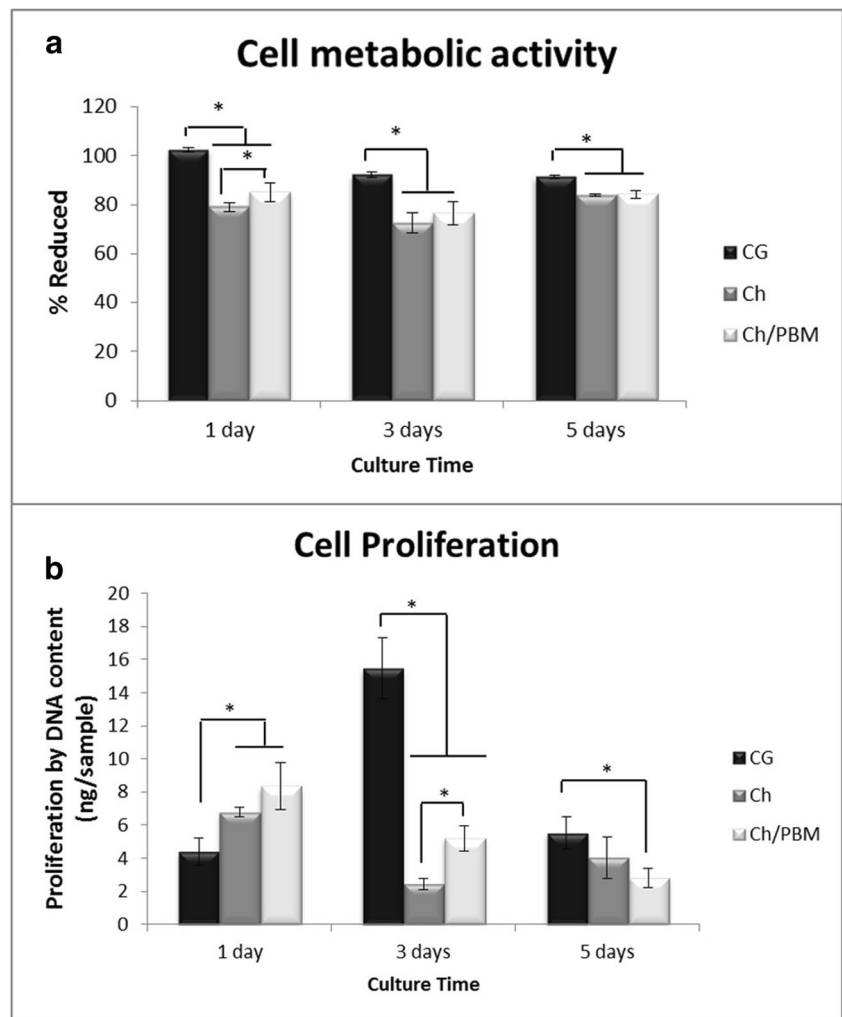 a
Cell metabolic activity
120
100
80
60
40
20
0
% Reduced
*
*
*
*
1 day
3 days
5 days
Culture Time
CG
Ch
Ch/PBM
b
Cell Proliferation
20
18
16
14
12
10
8
6
4
2
0
Proliferation by DNA content
(ng/sample)
*
*
*
*
1 day
3 days
5 days
Culture Time
CG
Ch
Ch/PBM